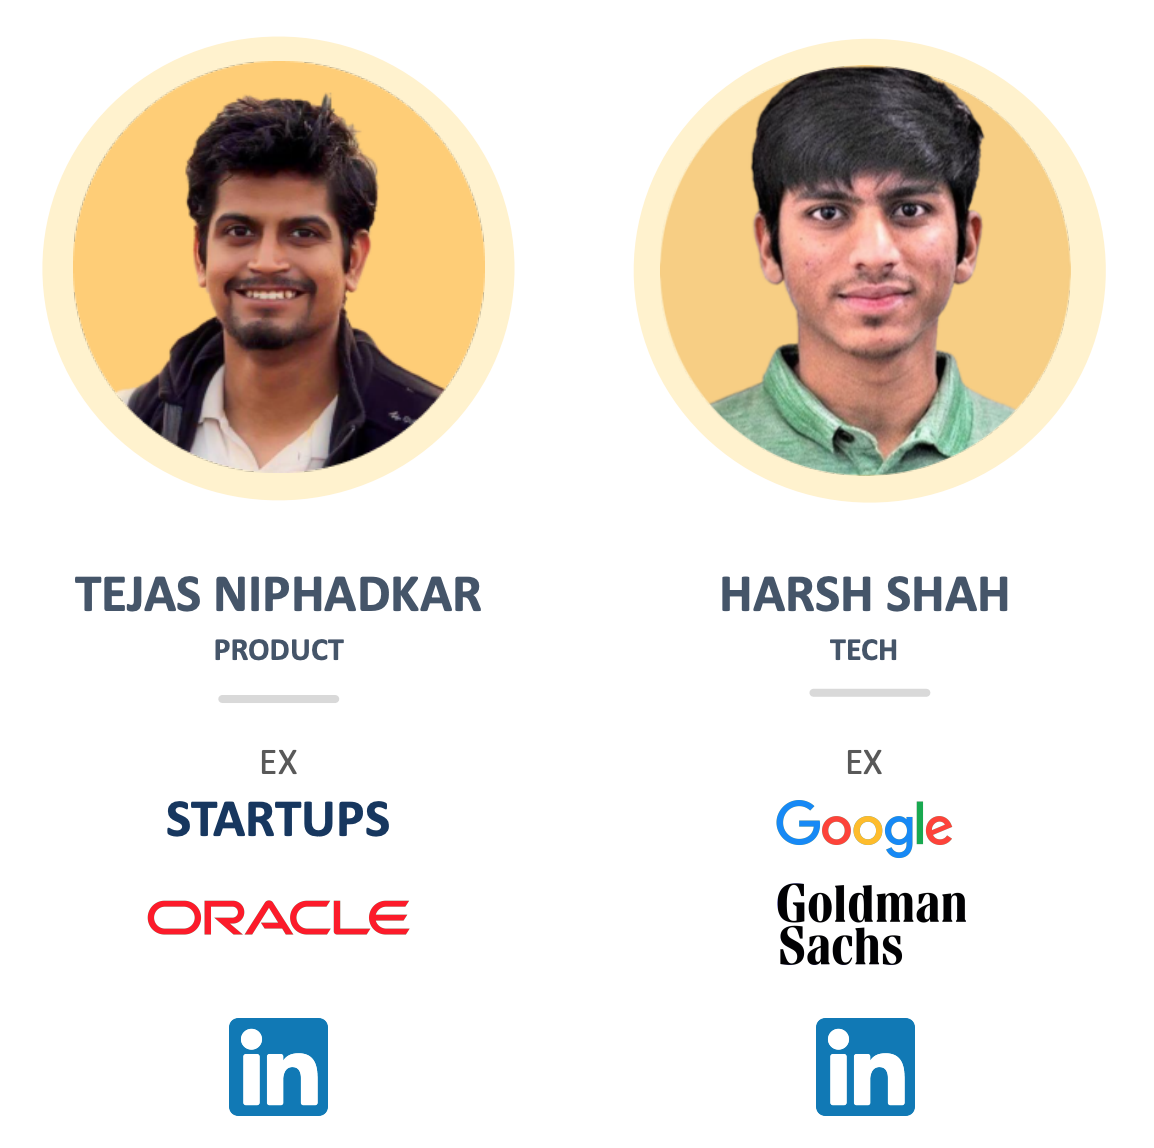 TEJAS NIPHADKAR
PRODUCT
EX
STARTUPS
ORACLE
in
HARSH SHAH
TECH
EX
Google
Goldman
Sachs
in